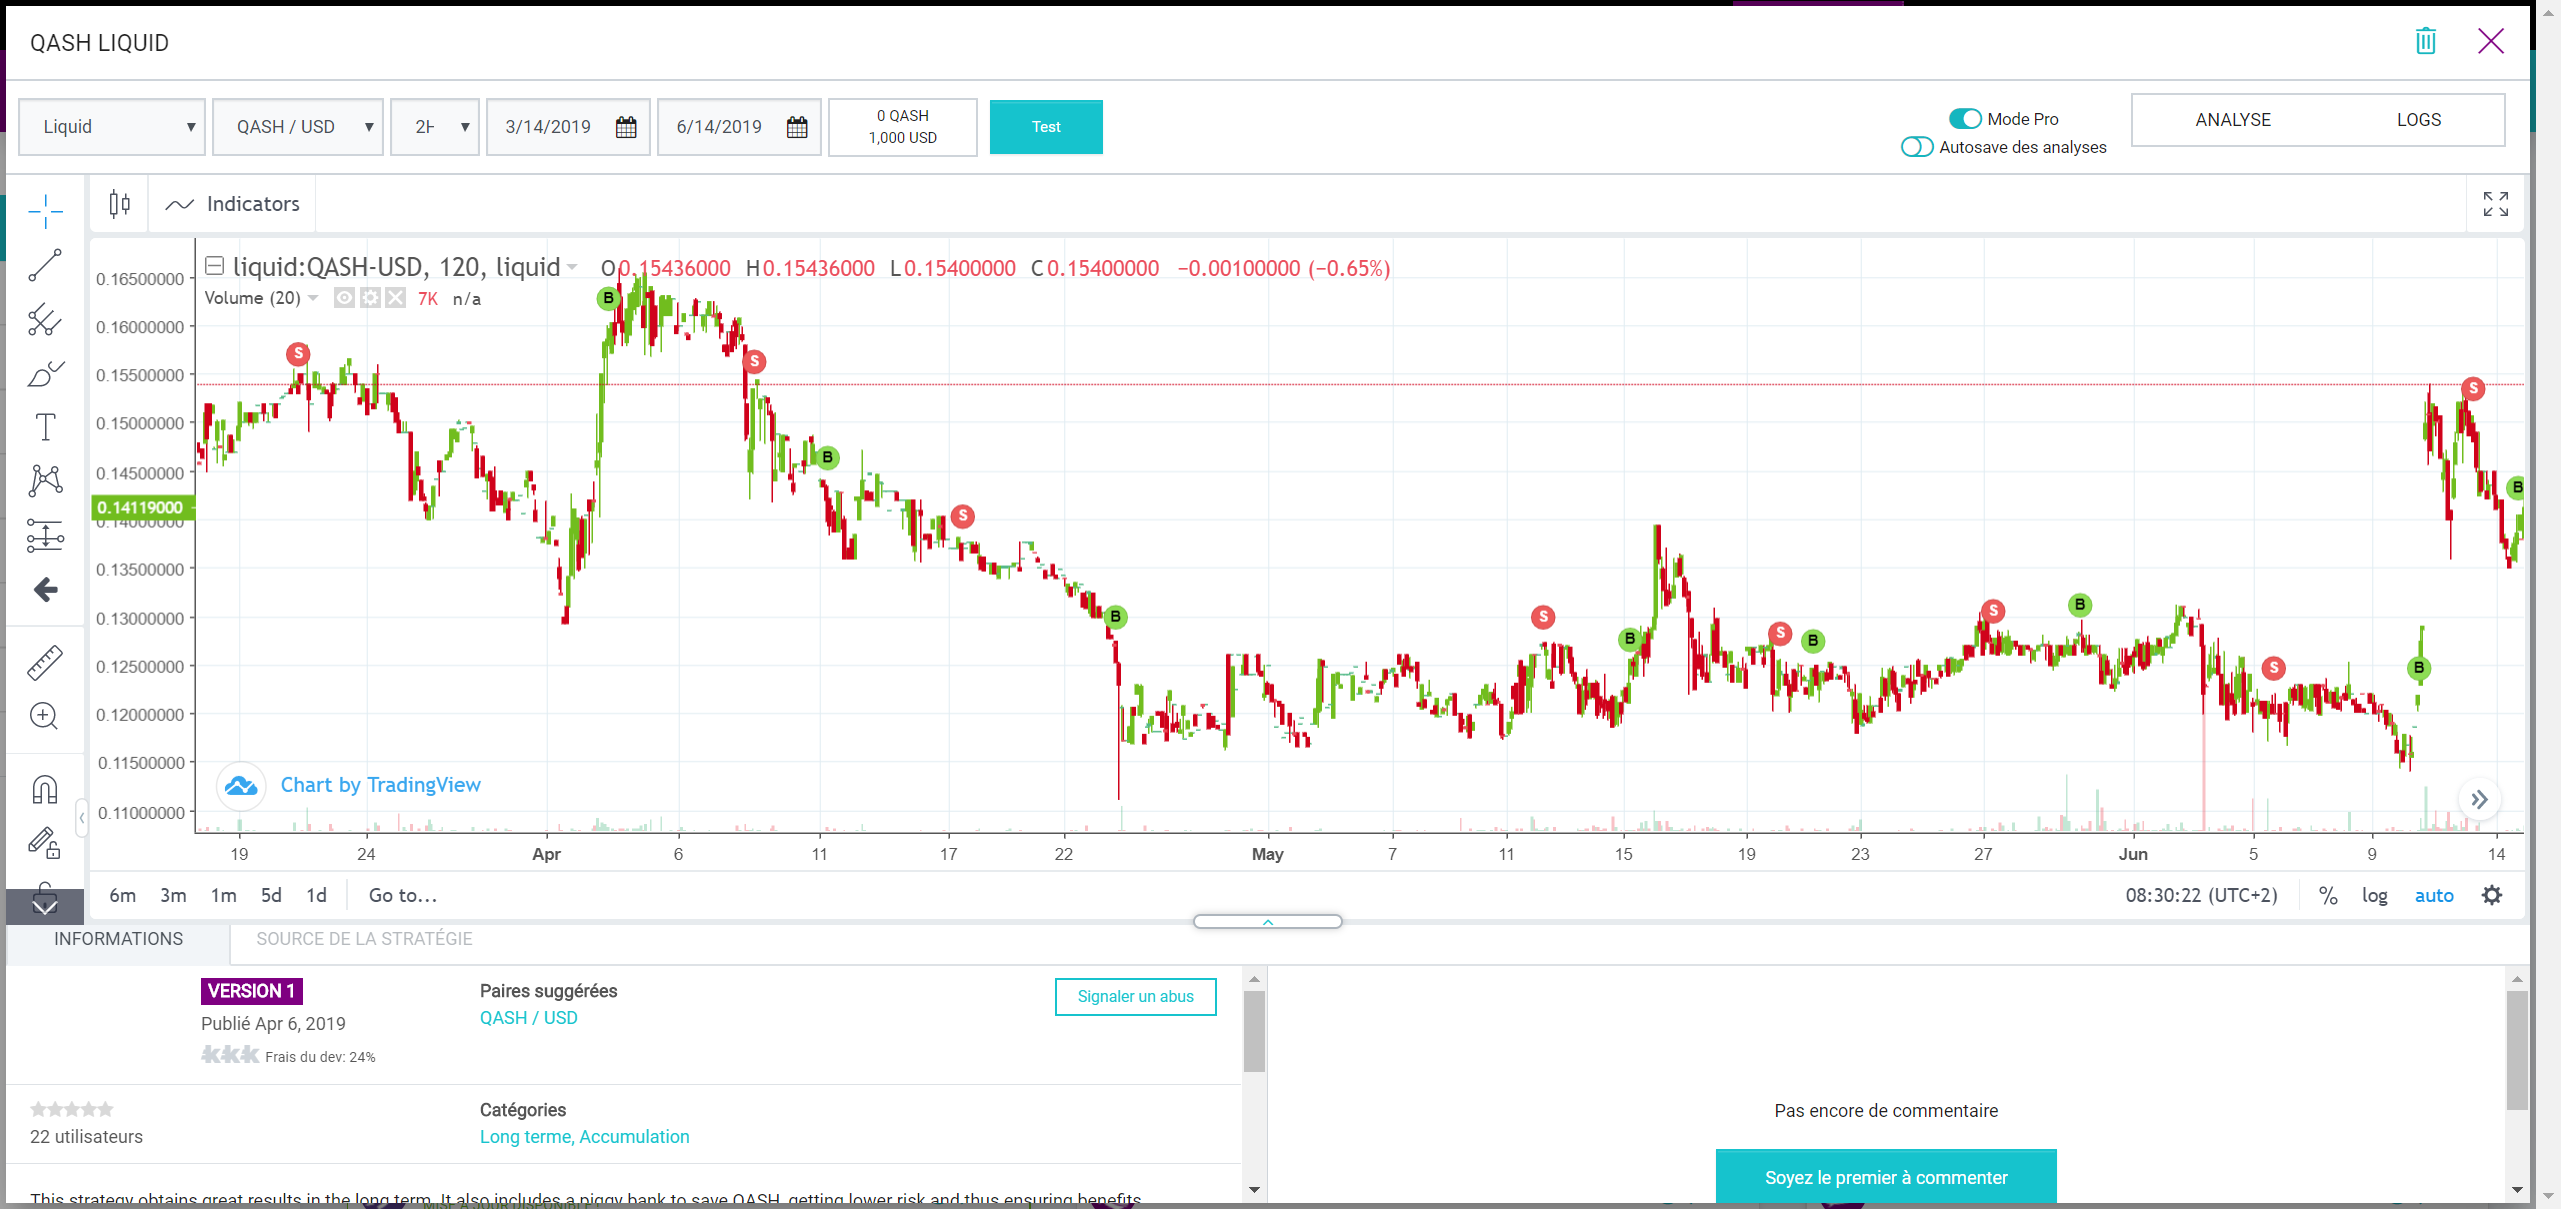 QASH LIQUID
Liquid
QASH / USD
3/14/2019
6/14/2019
0 QASH
1,000 USD
Test
Mode Pro
Autosave des analyses
ANALYSE
LOGS
Indicators
liquid:QASH-USD, 120, liquid
O0.15436000 H0.15436000 L0.15400000 C0.15400000 −0.00100000 (−0.65%)
Volume (20) 7K n/a
0.16500000
0.16000000
0.15500000
0.15000000
0.14500000
0.14119000
0.14000000
0.13500000
0.13000000
0.12500000
0.12000000
0.11500000
0.11000000
S B S B S B S B S B S B S B S B
Chart by TradingView
19 24 Apr 6 11 17 22 May 7 11 15 19 23 27 Jun 5 9 14
6m 3m 1m 5d 1d Go to...
08:30:22 (UTC+2) % log auto
INFORMATIONS
SOURCE DE LA STRATÉGIE
VERSION 1
Publié Apr 6, 2019
Frais du dev: 24%
Paires suggérées
QASH / USD
Signaler un abus
22 utilisateurs
Catégories
Long terme, Accumulation
This strategy obtains great results in the long term. It also includes a piggy bank to save QASH, getting lower risk and thus ensuring benefits
Pas encore de commentaire
Soyez le premier à commenter